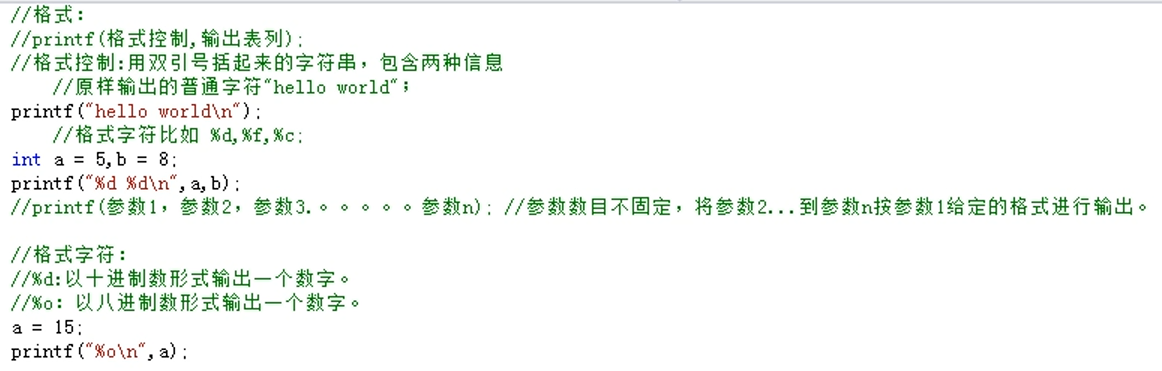 //格式:
//printf(格式控制,输出表列);
//格式控制:用双引号括起来的字符串，包含两种信息
//原样输出的普通字符"hello world"；
printf("hello world\n");
//格式字符比如 %d,%f,%c;
int a = 5,b = 8;
printf("%d %d\n",a,b);
//printf(参数1，参数2，参数3.。。。。。参数n); //参数数目不固定，将参数2...到参数n按参数1给定的格式进行输出。
//格式字符:
//%d:以十进制数形式输出一个数字。
//%o: 以八进制数形式输出一个数字。
a = 15;
printf("%o\n",a);